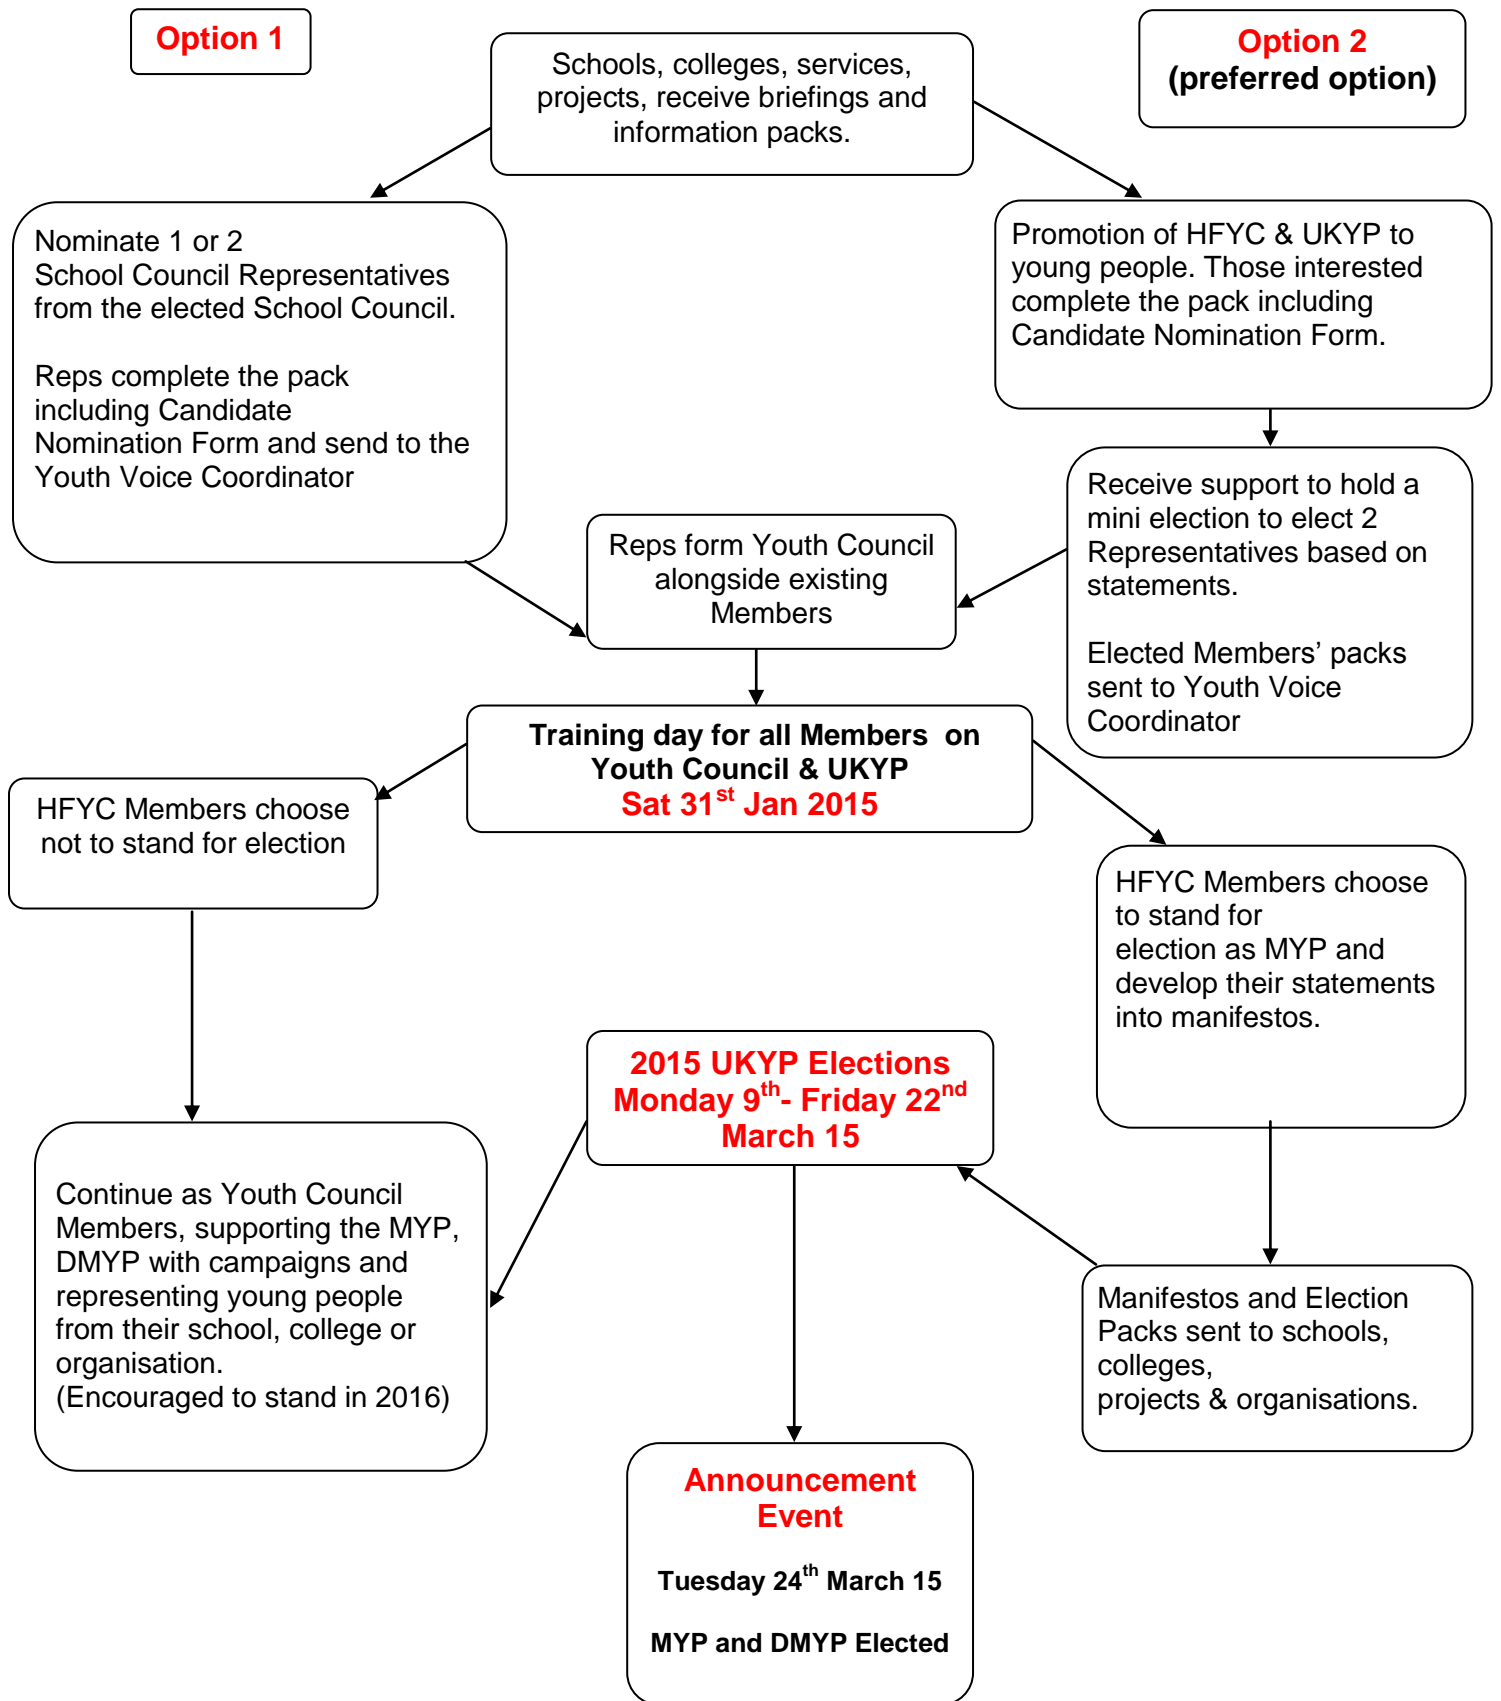 Option 1
Option 2
(preferred option)
Schools, colleges, services,
projects, receive briefings and
information packs.
Nominate 1 or 2
School Council Representatives
from the elected School Council.
Reps complete the pack
including Candidate
Nomination Form and send to the
Youth Voice Coordinator
Promotion of HFYC & UKYP to
young people. Those interested
complete the pack including
Candidate Nomination Form.
Receive support to hold a
mini election to elect 2
Representatives based on
statements.
Elected Members’ packs
sent to Youth Voice
Coordinator
Reps form Youth Council
alongside existing
Members
Training day for all Members on
Youth Council & UKYP
Sat 31st Jan 2015
HFYC Members choose
not to stand for election
HFYC Members choose
to stand for
election as MYP and
develop their statements
into manifestos.
2015 UKYP Elections
Monday 9th- Friday 22nd
March 15
Continue as Youth Council
Members, supporting the MYP,
DMYP with campaigns and
representing young people
from their school, college or
organisation.
(Encouraged to stand in 2016)
Manifestos and Election
Packs sent to schools,
colleges,
projects & organisations.
Announcement
Event
Tuesday 24th March 15
MYP and DMYP Elected